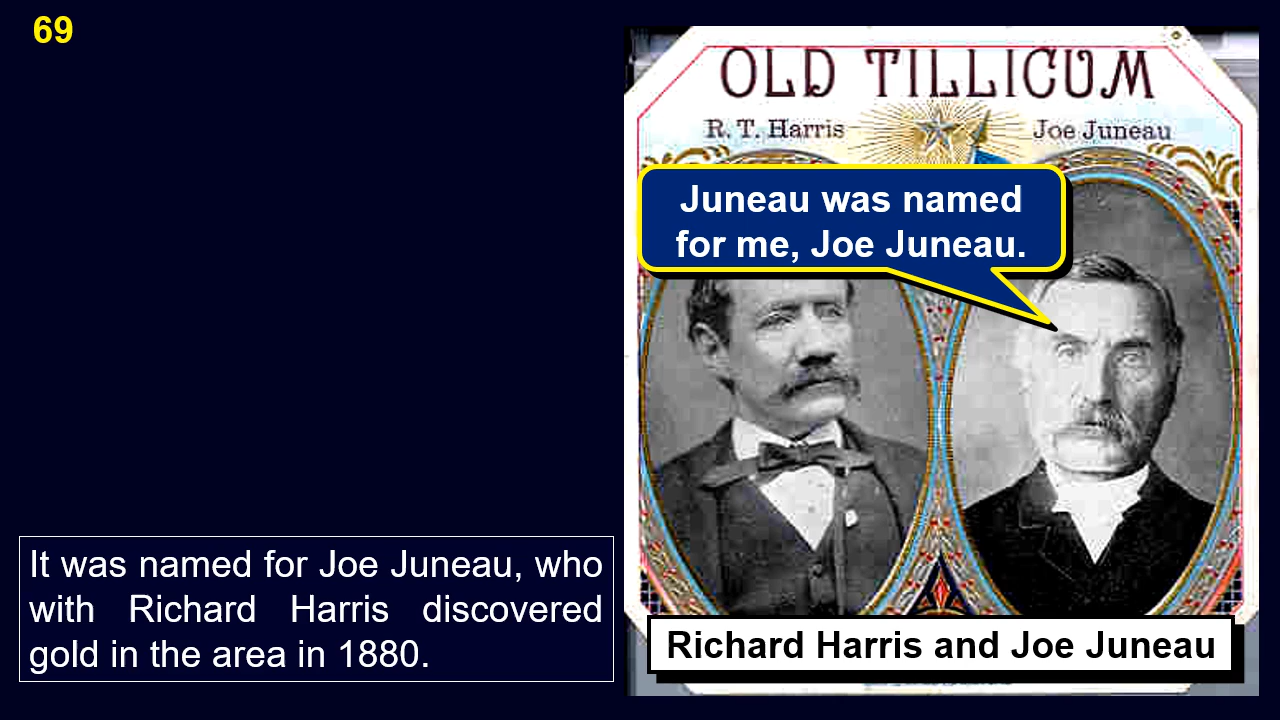 69
OLD TILLICUM
R. T. Harris Joe Juneau
Juneau was named
for me, Joe Juneau.
It was named for Joe Juneau, who
with Richard Harris discovered
gold in the area in 1880.
Richard Harris and Joe Juneau